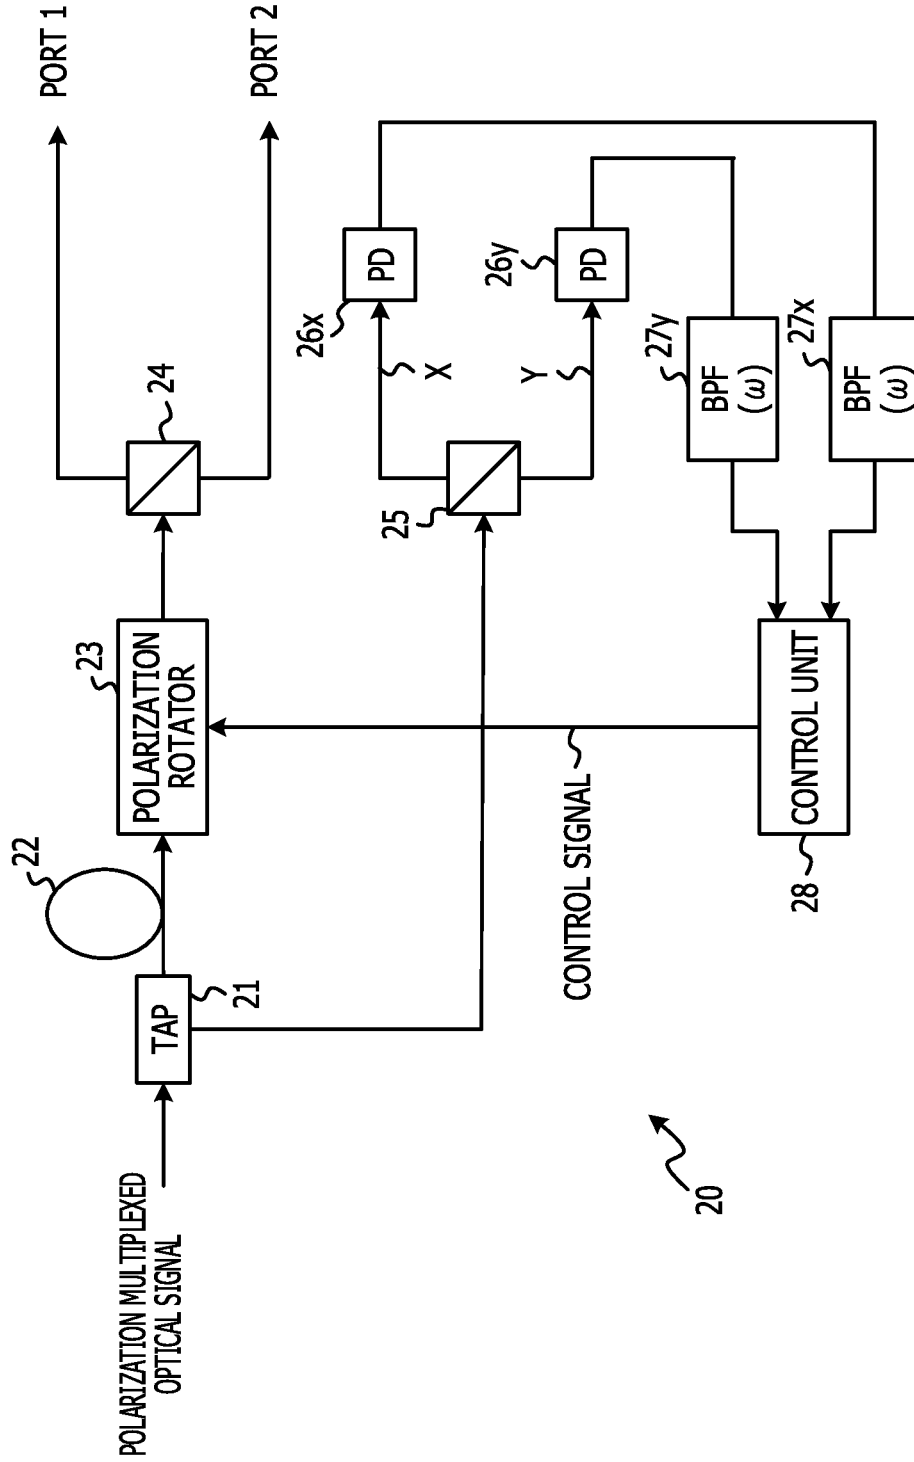 POLARIZATION MULTIPLEXED
OPTICAL SIGNAL
TAP
21
22
POLARIZATION
ROTATOR
23
24
PORT 1
PORT 2
25
X
Y
26x
PD
26y
PD
27y
BPF
(ω)
27x
BPF
(ω)
CONTROL UNIT
28
CONTROL SIGNAL
20